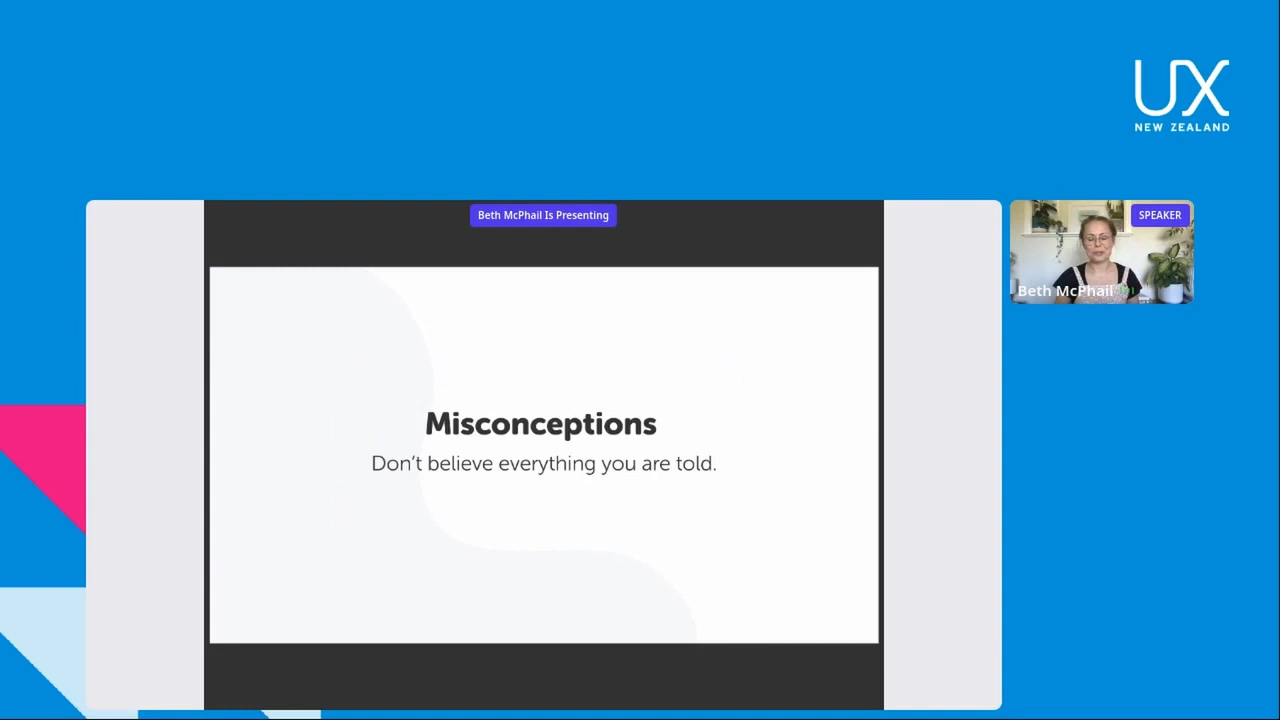 UX
NEW ZEALAND
Beth McPhail Is Presenting
SPEAKER
Beth McPhail
Misconceptions
Don't believe everything you are told.